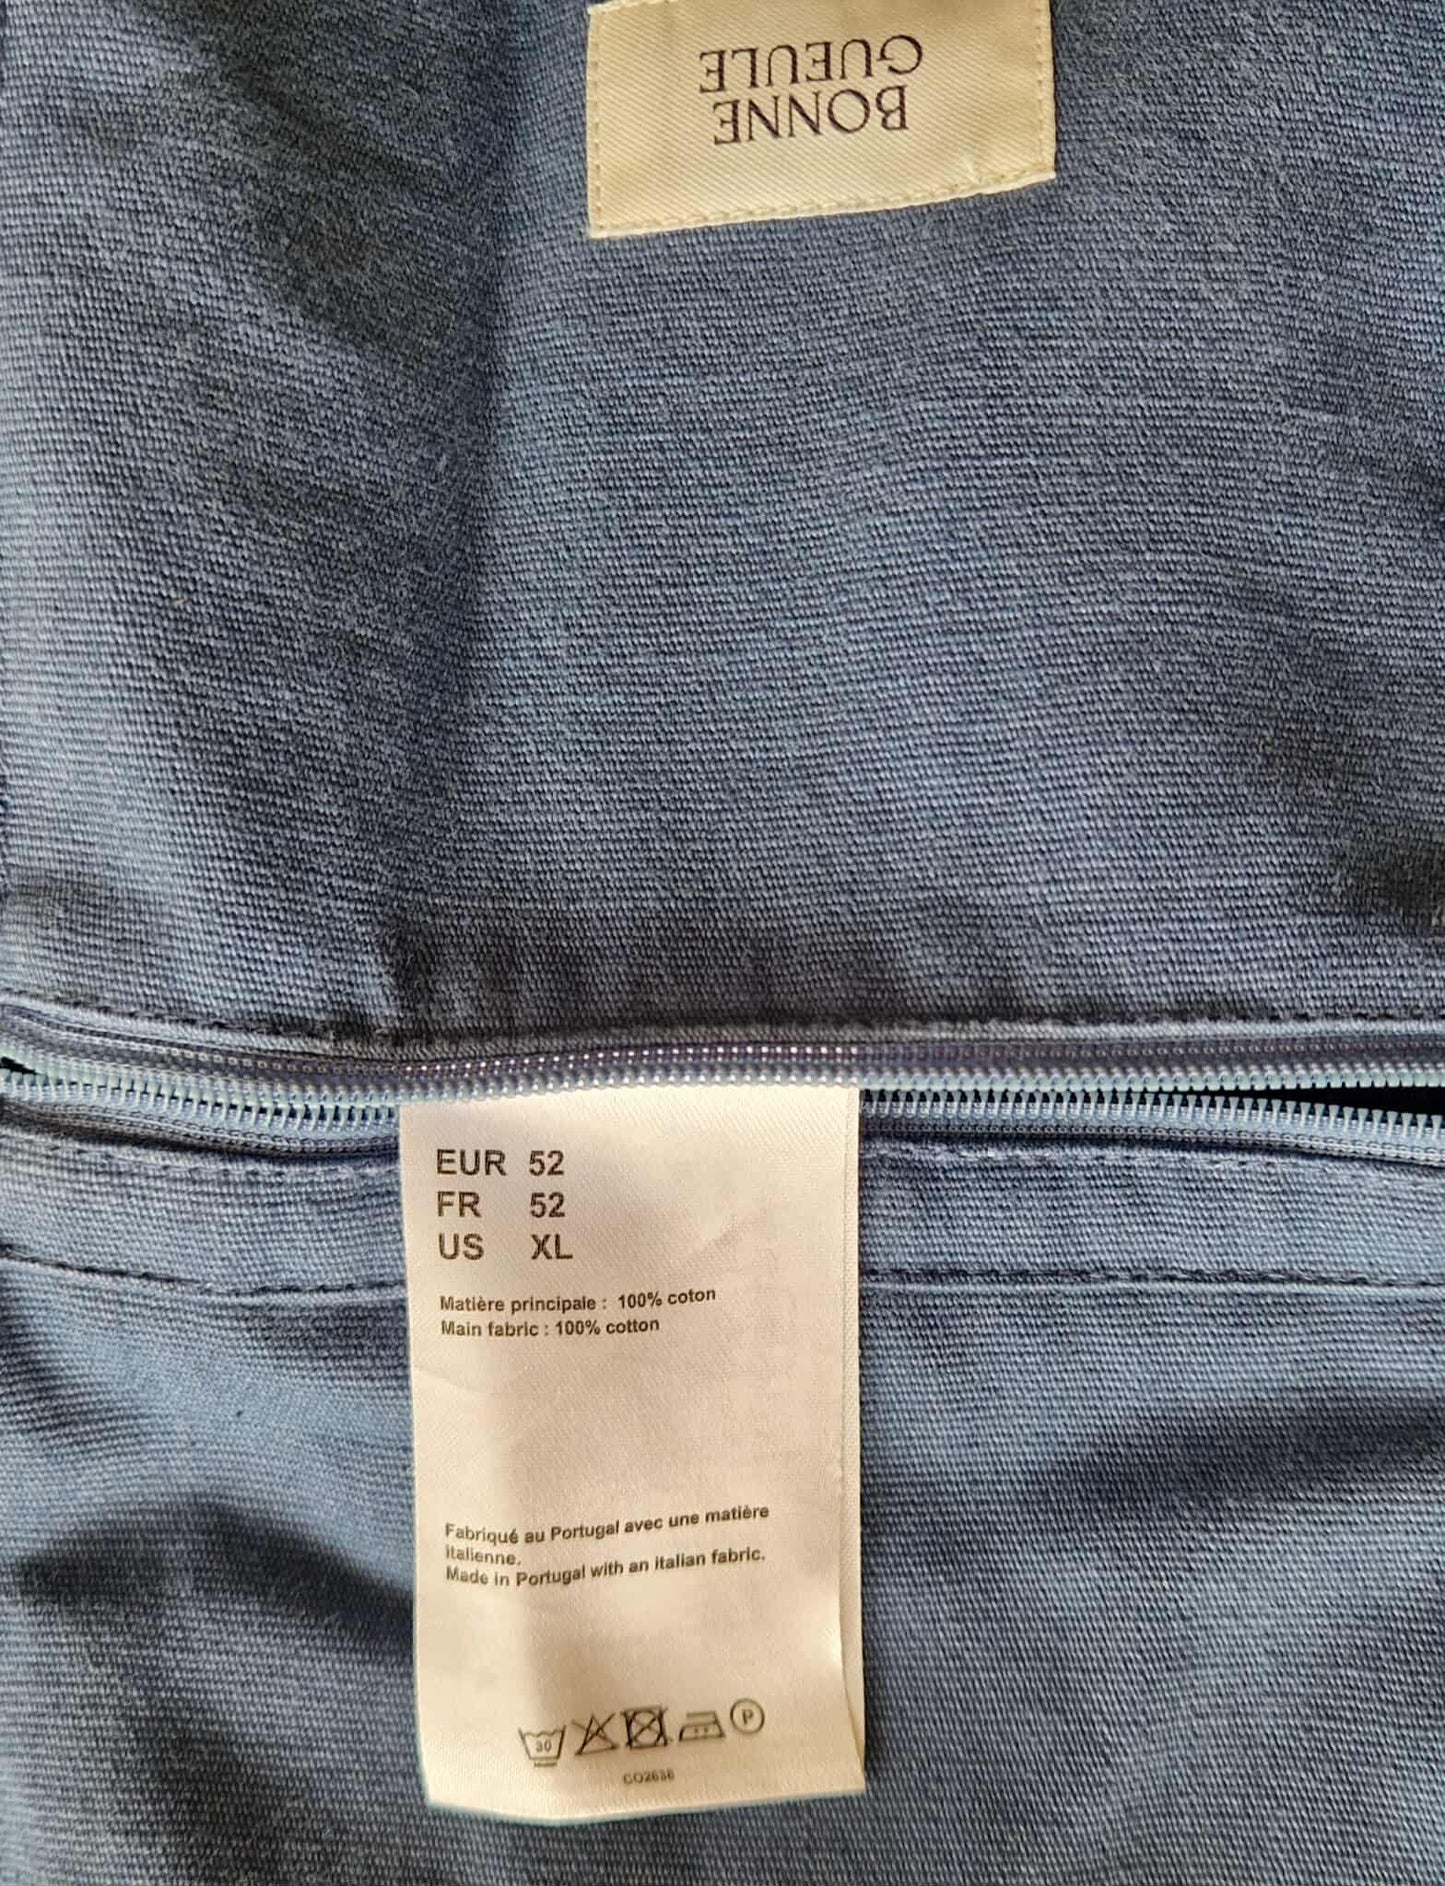 BONNE
GUEULE
EUR 52
FR 52
US XL
Matière principale : 100% coton
Main fabric : 100% cotton
Fabriqué au Portugal avec une matière
italienne.
Made in Portugal with an italian fabric.
30 P
CO2636